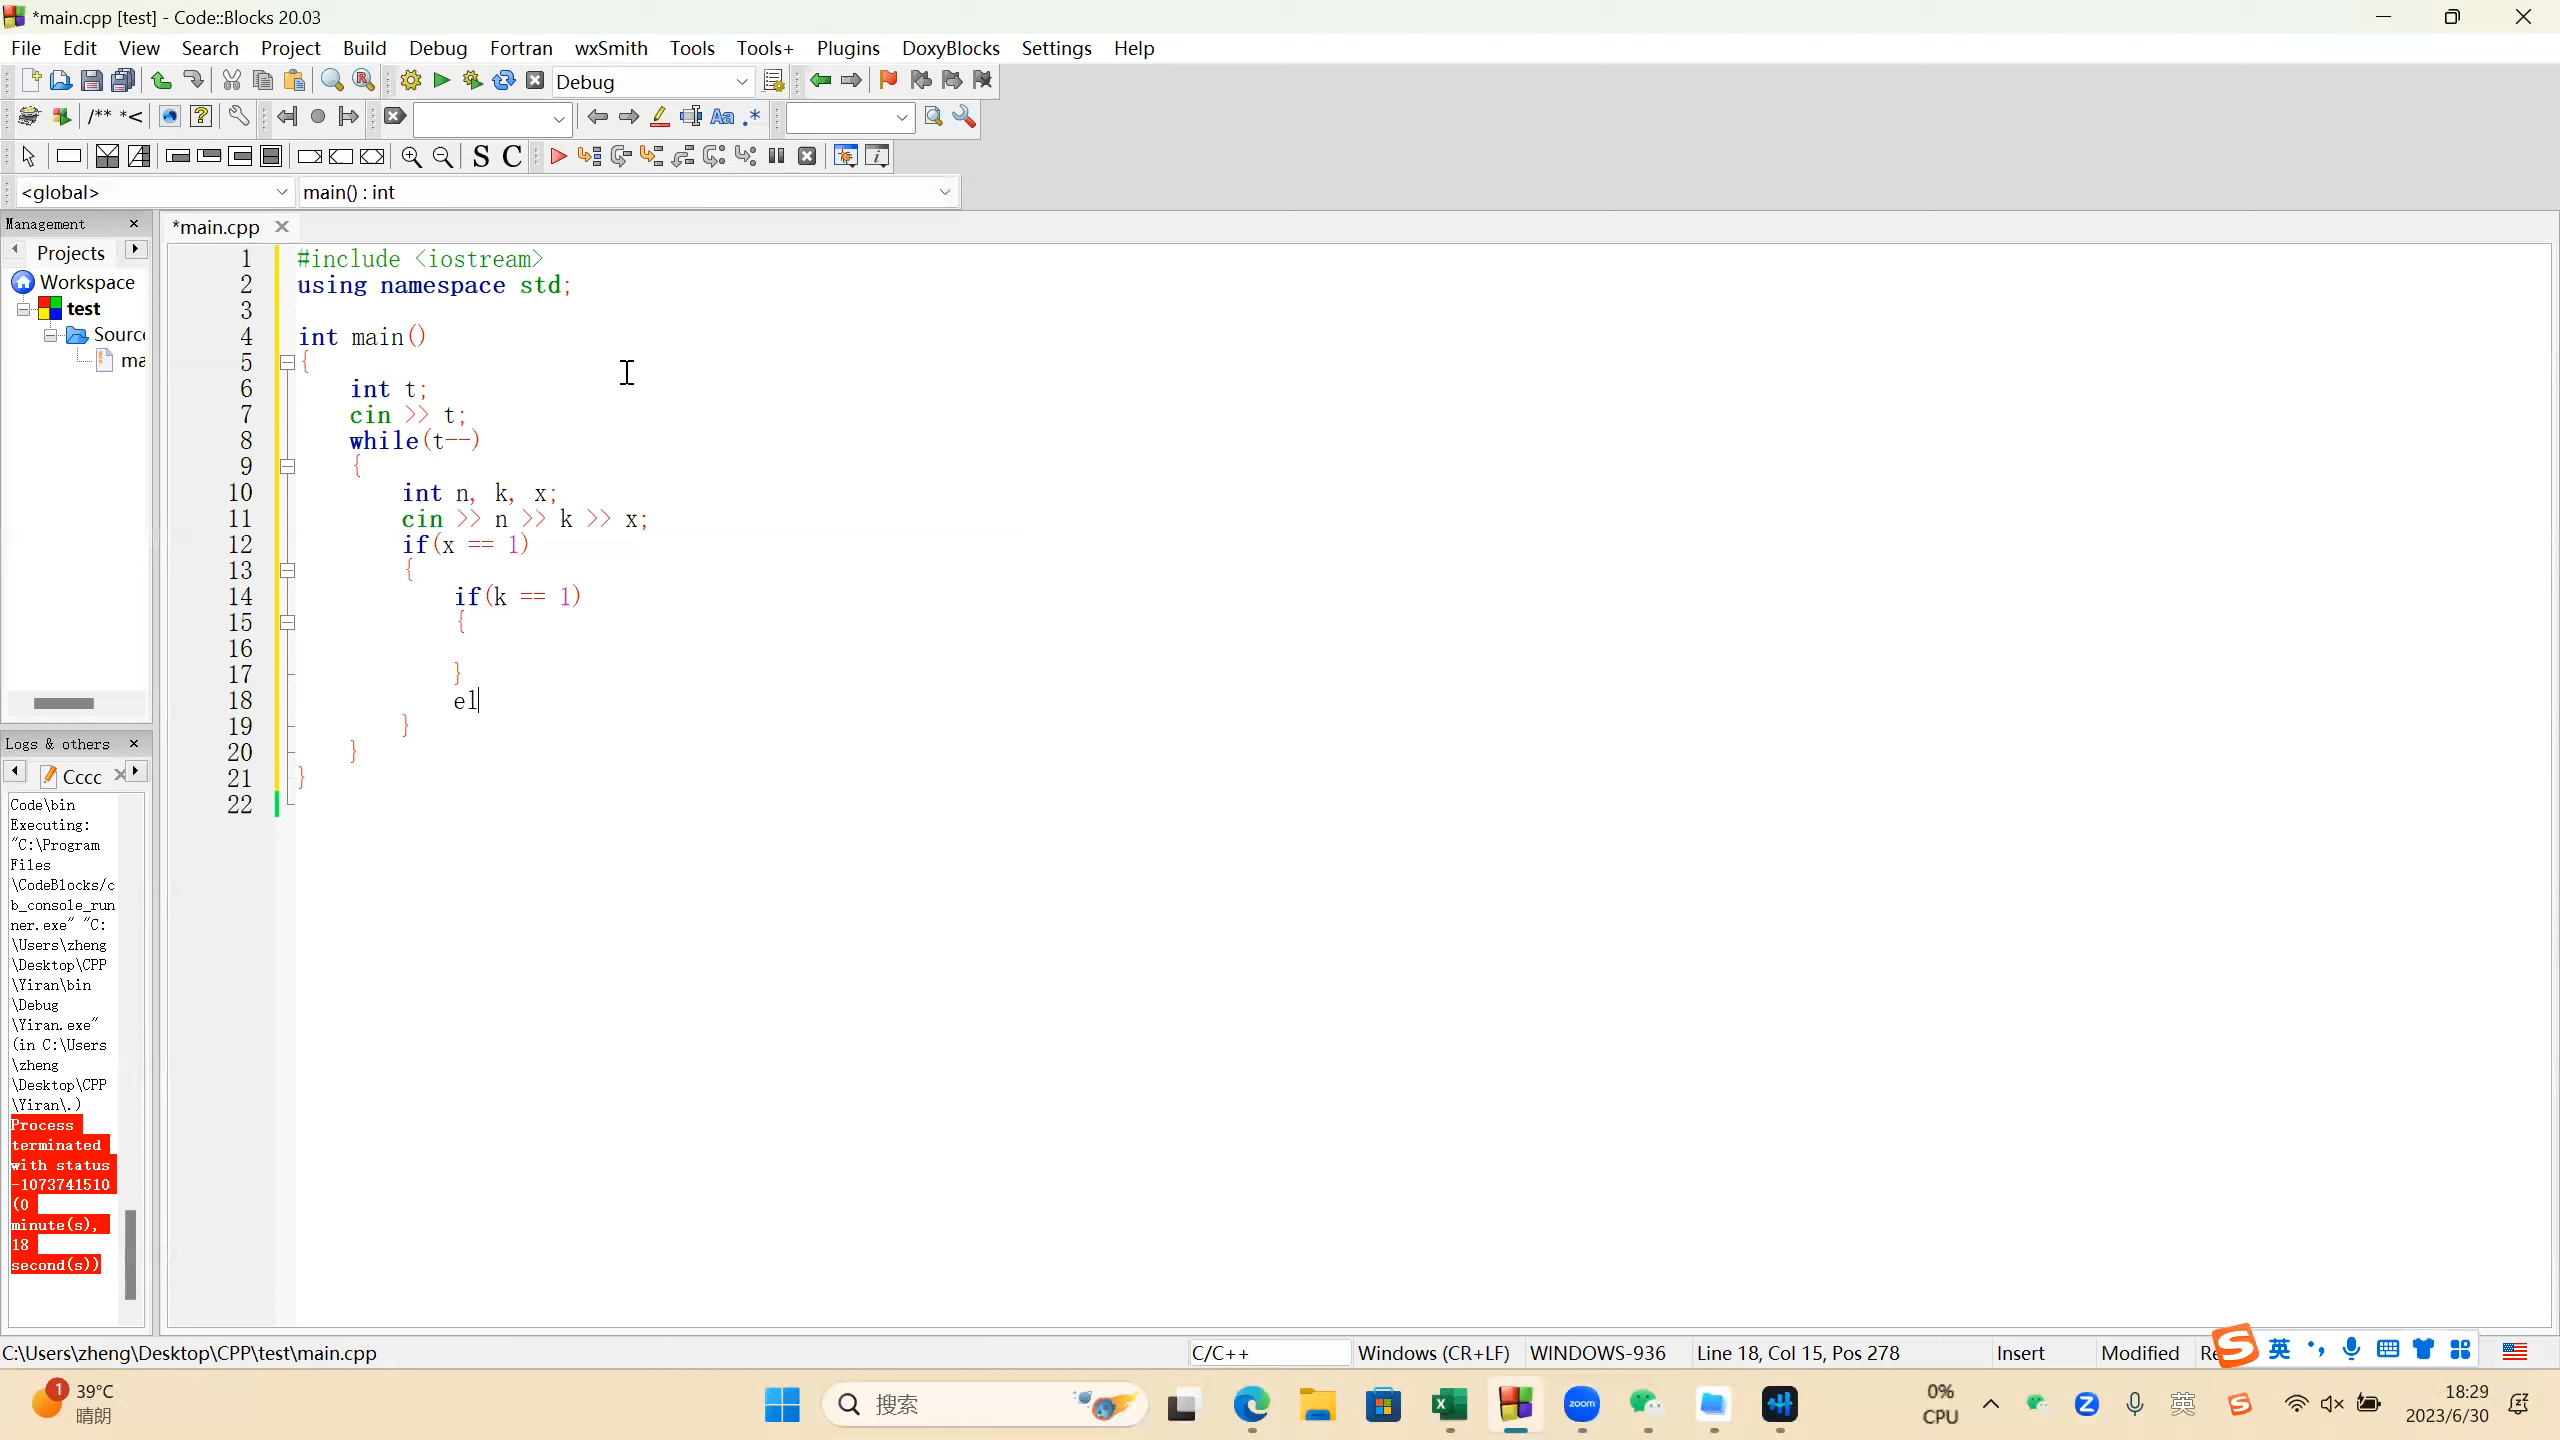 *main.cpp [test] - Code::Blocks 20.03
File Edit View Search Project Build Debug Fortran wxSmith Tools Tools+ Plugins DoxyBlocks Settings Help
Debug
/** *<
Aa .*
S C
<global> main() : int
Management
*main.cpp
Projects
Workspace
test
Sourc
ma
1 #include <iostream>
2 using namespace std;
3
4 int main()
5 {
6 int t;
7 cin >> t;
8 while(t--)
9 {
10 int n, k, x;
11 cin >> n >> k >> x;
12 if(x == 1)
13 {
14 if(k == 1)
15 {
16
17 }
18 el
19 }
20 }
21 }
22
Logs & others
Cccc
Code\bin
Executing:
"C:\Program
Files
\CodeBlocks/c
b_console_run
ner.exe" "C:
\Users\zheng
\Desktop\CPP
\Yiran\bin
\Debug
\Yiran.exe"
(in C:\Users
\zheng
\Desktop\CPP
\Yiran\.)
Process
terminated
with status
-1073741510
(0
minute(s),
18
second(s))
C:\Users\zheng\Desktop\CPP\test\main.cpp C/C++ Windows (CR+LF) WINDOWS-936 Line 18, Col 15, Pos 278 Insert Modified Re
英
1 39°C
晴朗
搜索
zoom
0%
CPU
英
18:29
2023/6/30